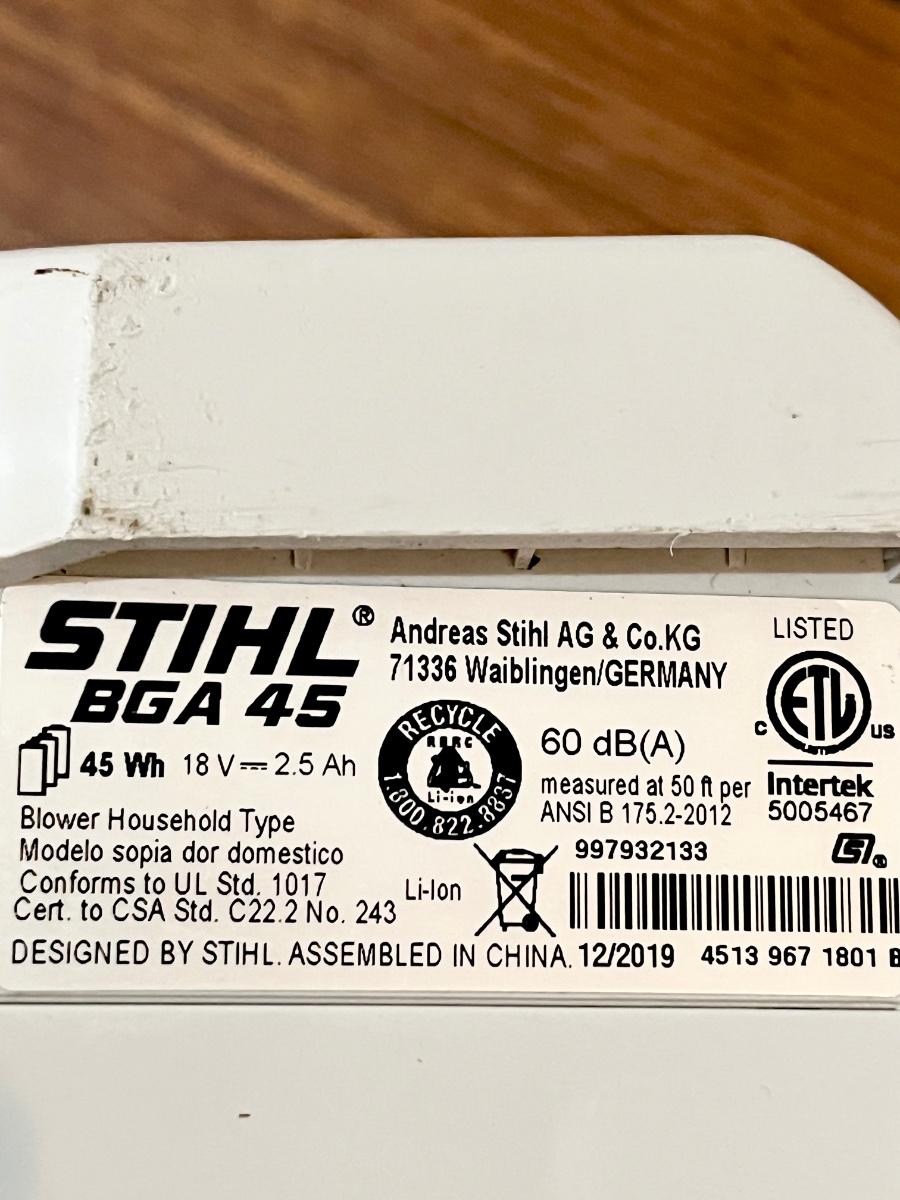 STIHL®
BGA 45
45 Wh 18 V 2.5 Ah
Blower Household Type
Modelo sopia dor domestico
Conforms to UL Std. 1017
Cert. to CSA Std. C22.2 No. 243
DESIGNED BY STIHL. ASSEMBLED IN CHINA. 12/2019
Andreas Stihl AG & Co.KG
71336 Waiblingen/GERMANY
RECYCLE
RBRC
Li-ion
1.800.822.8837
60 dB(A)
measured at 50 ft per
ANSI B 175.2-2012
Li-Ion
997932133
LISTED
ETL
C US
Intertek
5005467
4513 967 1801 B